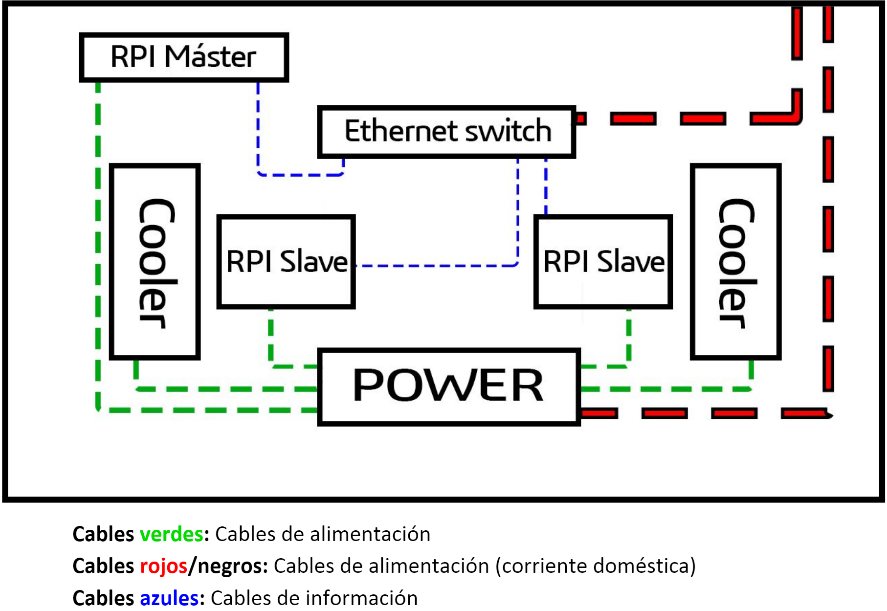 RPI Máster
Ethernet switch
Cooler
RPI Slave
RPI Slave
Cooler
POWER
Cables verdes: Cables de alimentación
Cables rojos/negros: Cables de alimentación (corriente doméstica)
Cables azules: Cables de información